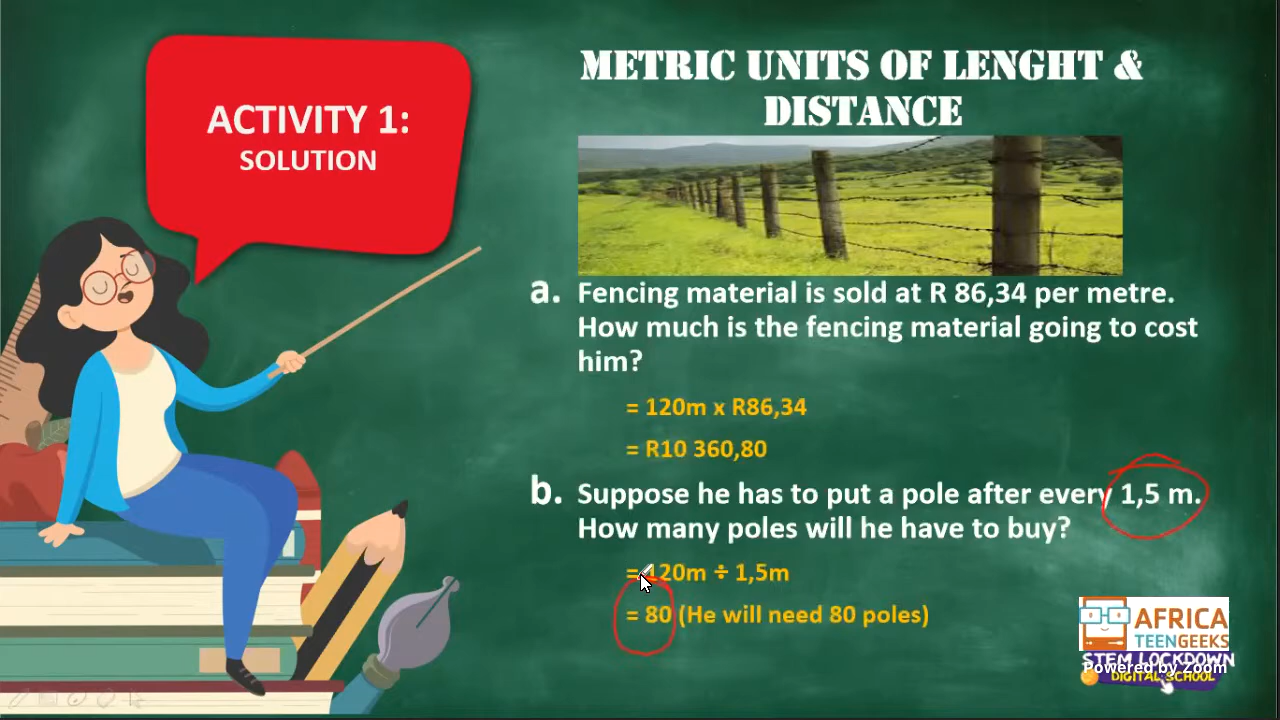 ACTIVITY 1:
SOLUTION
METRIC UNITS OF LENGHT &
DISTANCE
a. Fencing material is sold at R 86,34 per metre.
How much is the fencing material going to cost
him?
= 120m x R86,34
= R10 360,80
b. Suppose he has to put a pole after every 1,5 m.
How many poles will he have to buy?
= 120m ÷ 1,5m
= 80 (He will need 80 poles)
AFRICA
TEENGEEKS
STEM LOCKDOWN
Powered by Zoom
DIGITAL SCHOOL